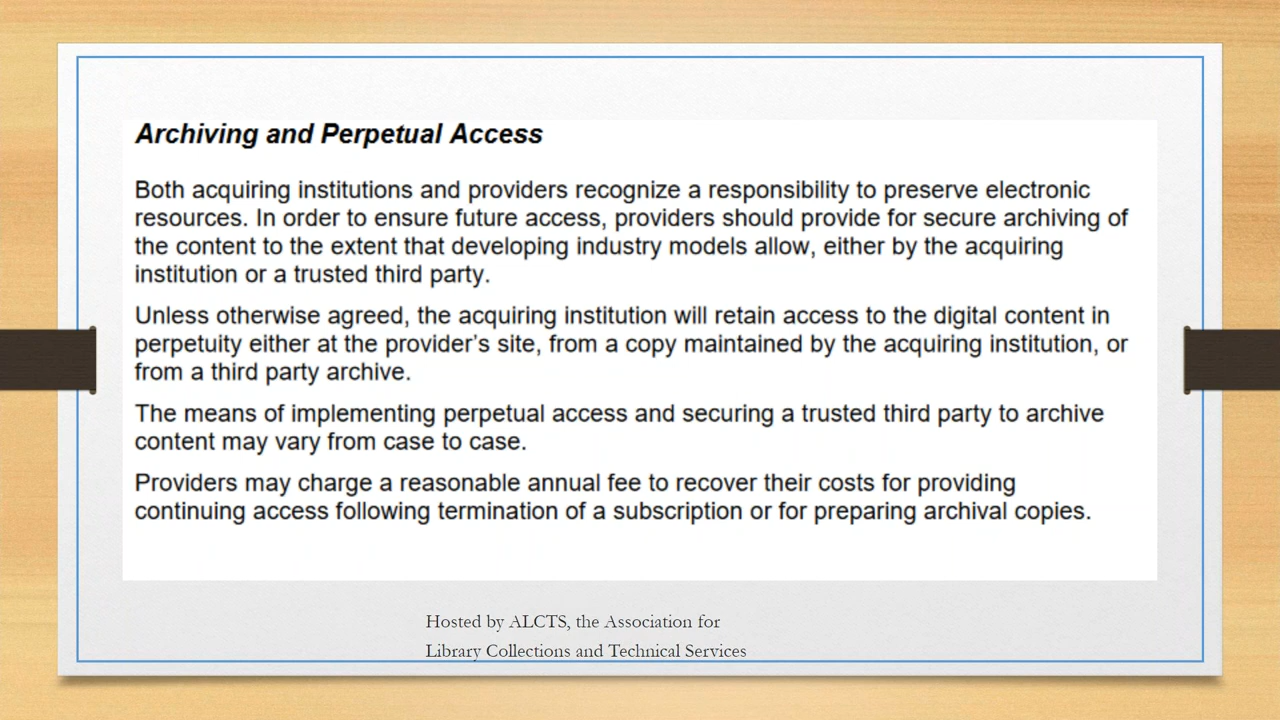 Archiving and Perpetual Access
Both acquiring institutions and providers recognize a responsibility to preserve electronic
resources. In order to ensure future access, providers should provide for secure archiving of
the content to the extent that developing industry models allow, either by the acquiring
institution or a trusted third party.
Unless otherwise agreed, the acquiring institution will retain access to the digital content in
perpetuity either at the provider’s site, from a copy maintained by the acquiring institution, or
from a third party archive.
The means of implementing perpetual access and securing a trusted third party to archive
content may vary from case to case.
Providers may charge a reasonable annual fee to recover their costs for providing
continuing access following termination of a subscription or for preparing archival copies.
Hosted by ALCTS, the Association for
Library Collections and Technical Services